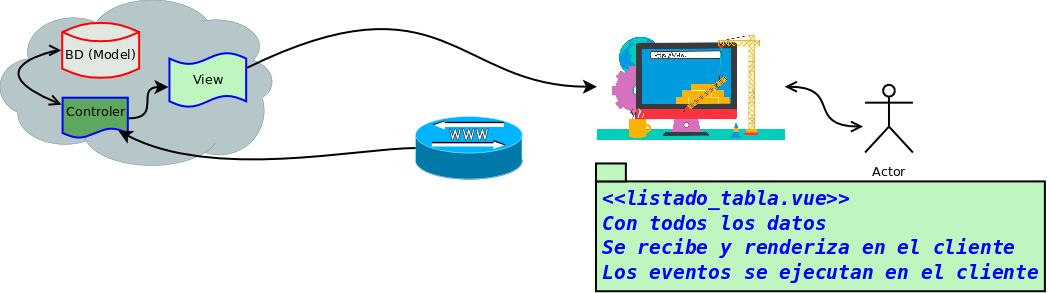 BD (Model)
View
Controler
WWW
Actor
<<listado_tabla.vue>>
Con todos los datos
Se recibe y renderiza en el cliente
Los eventos se ejecutan en el cliente